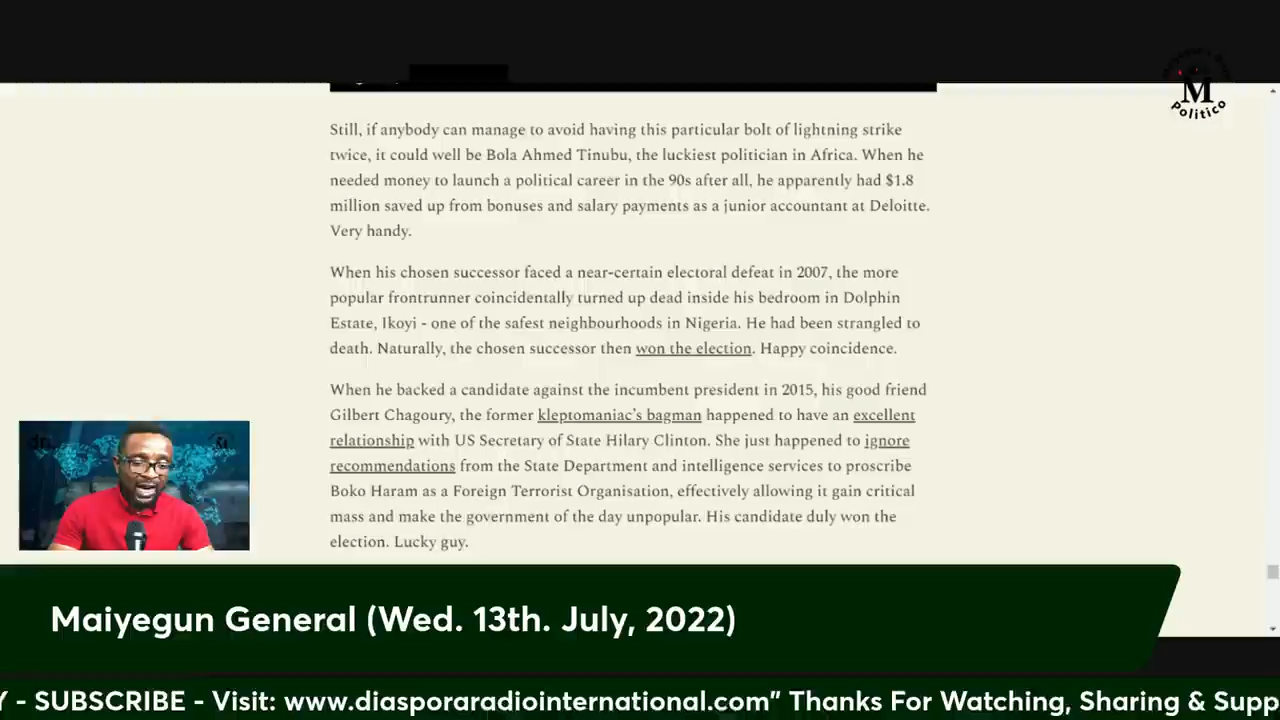 M
Politico
Still, if anybody can manage to avoid having this particular bolt of lightning strike
twice, it could well be Bola Ahmed Tinubu, the luckiest politician in Africa. When he
needed money to launch a political career in the 90s after all, he apparently had $1.8
million saved up from bonuses and salary payments as a junior accountant at Deloitte.
Very handy.
When his chosen successor faced a near-certain electoral defeat in 2007, the more
popular frontrunner coincidentally turned up dead inside his bedroom in Dolphin
Estate, Ikoyi - one of the safest neighbourhoods in Nigeria. He had been strangled to
death. Naturally, the chosen successor then won the election. Happy coincidence.
When he backed a candidate against the incumbent president in 2015, his good friend
Gilbert Chagoury, the former kleptomaniac's bagman happened to have an excellent
relationship with US Secretary of State Hilary Clinton. She just happened to ignore
recommendations from the State Department and intelligence services to proscribe
Boko Haram as a Foreign Terrorist Organisation, effectively allowing it gain critical
mass and make the government of the day unpopular. His candidate duly won the
election. Lucky guy.
Maiyegun General (Wed. 13th. July, 2022)
Y - SUBSCRIBE - Visit: www.diasporaradiointernational.com" Thanks For Watching, Sharing & Supp